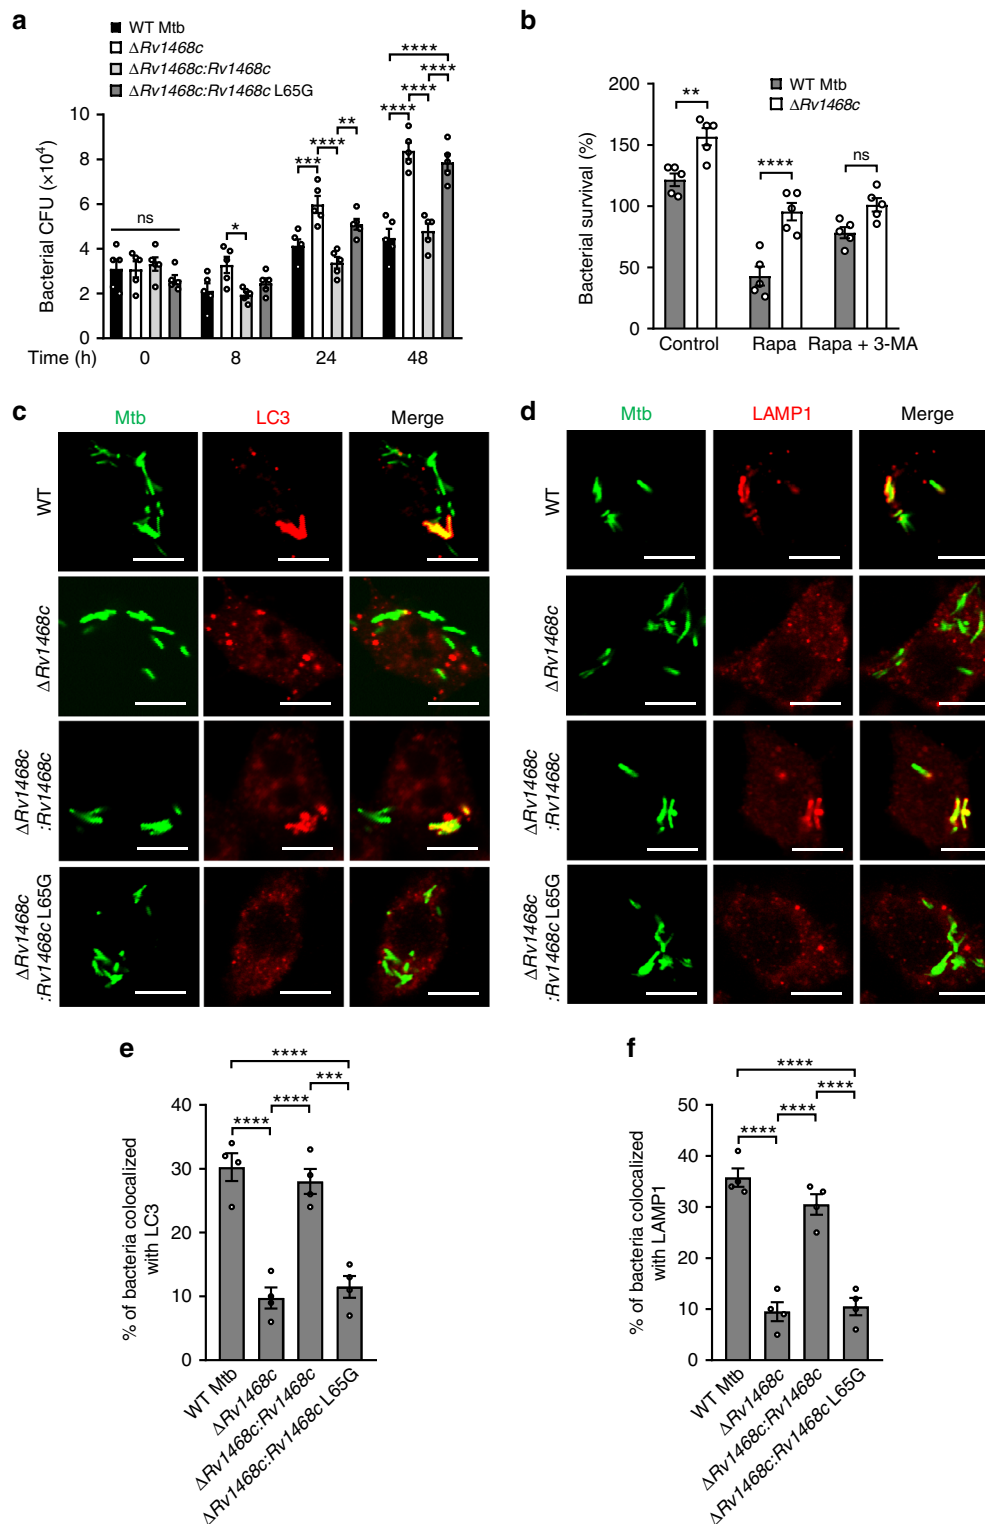 a
WT Mtb
ΔRv1468c
ΔRv1468c:Rv1468c
ΔRv1468c:Rv1468c L65G
Bacterial CFU (×10⁴)
10
8
6
4
2
0
ns
*
***
****
**
****
****
****
****
Time (h)
0
8
24
48
b
WT Mtb
ΔRv1468c
Bacterial survival (%)
200
150
100
50
0
**
****
ns
Control
Rapa
Rapa + 3-MA
c
Mtb
LC3
Merge
WT
ΔRv1468c
ΔRv1468c
:Rv1468c
ΔRv1468c
:Rv1468c L65G
d
Mtb
LAMP1
Merge
WT
ΔRv1468c
ΔRv1468c
:Rv1468c
ΔRv1468c
:Rv1468c L65G
e
% of bacteria colocalized
with LC3
40
30
20
10
0
****
***
****
****
WT Mtb
ΔRv1468c
ΔRv1468c:Rv1468c
ΔRv1468c:Rv1468c L65G
f
% of bacteria colocalized
with LAMP1
50
40
30
20
10
0
****
****
****
****
WT Mtb
ΔRv1468c
ΔRv1468c:Rv1468c
ΔRv1468c:Rv1468c L65G